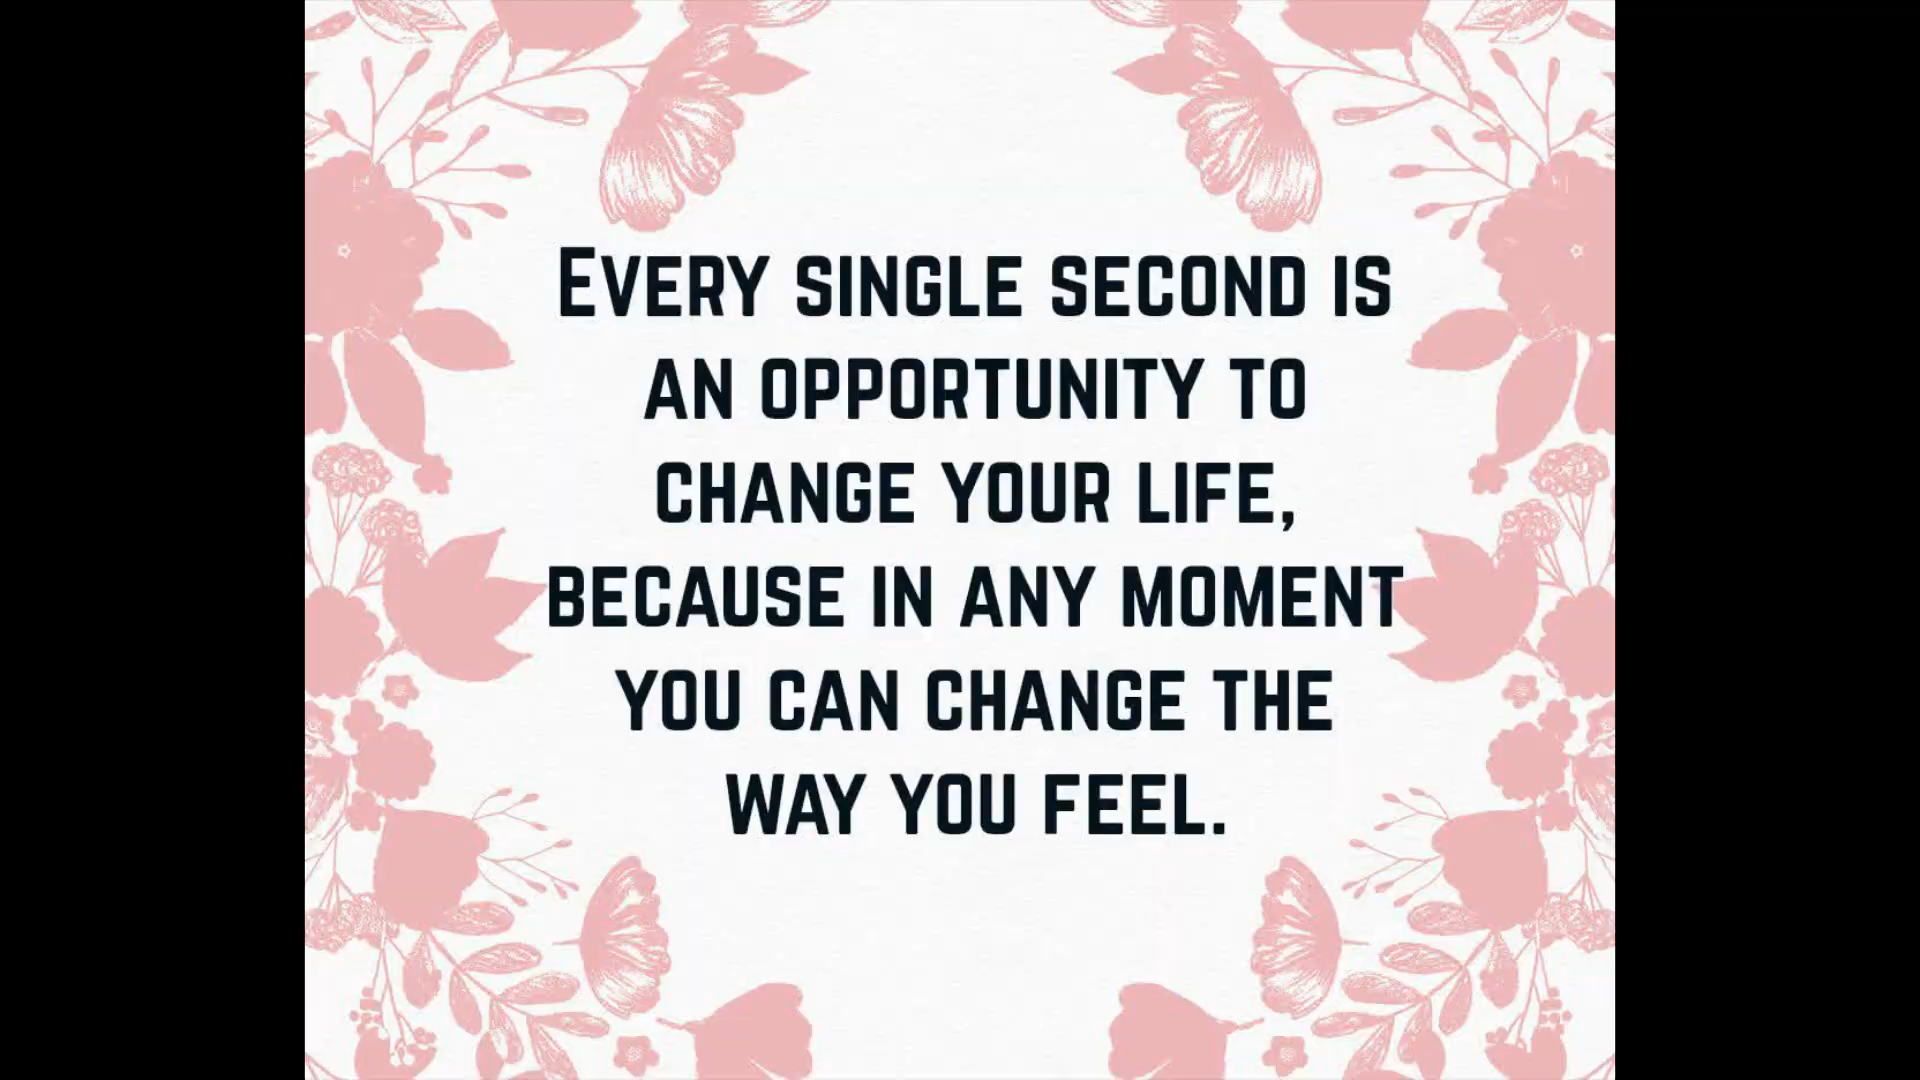 Every single second is
an opportunity to
change your life,
because in any moment
you can change the
way you feel.